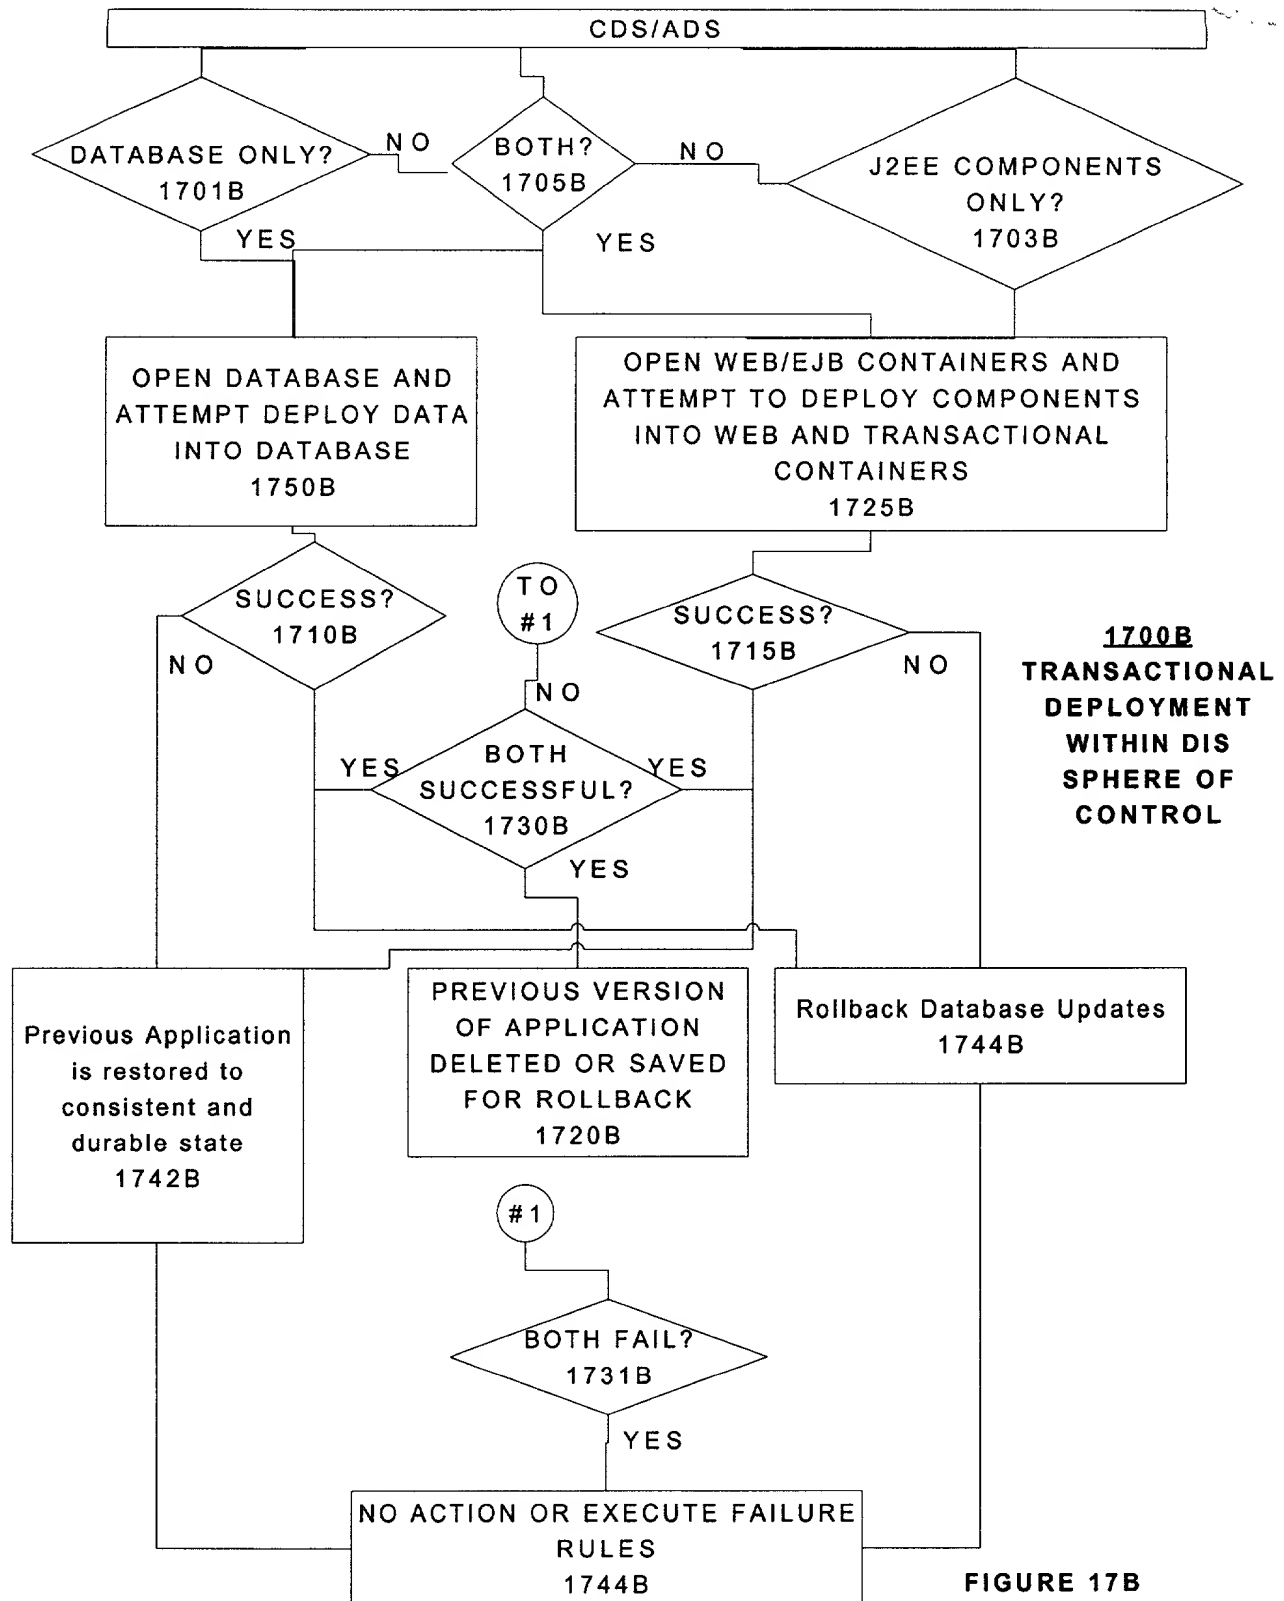 CDS/ADS
DATABASE ONLY?
1701B
NO
BOTH?
1705B
NO
J2EE COMPONENTS
ONLY?
1703B
YES
YES
OPEN DATABASE AND
ATTEMPT DEPLOY DATA
INTO DATABASE
1750B
OPEN WEB/EJB CONTAINERS AND
ATTEMPT TO DEPLOY COMPONENTS
INTO WEB AND TRANSACTIONAL
CONTAINERS
1725B
SUCCESS?
1710B
NO
TO
#1
NO
SUCCESS?
1715B
NO
1700B
TRANSACTIONAL
DEPLOYMENT
WITHIN DIS
SPHERE OF
CONTROL
YES
BOTH
SUCCESSFUL?
1730B
YES
YES
Previous Application
is restored to
consistent and
durable state
1742B
PREVIOUS VERSION
OF APPLICATION
DELETED OR SAVED
FOR ROLLBACK
1720B
Rollback Database Updates
1744B
#1
BOTH FAIL?
1731B
YES
NO ACTION OR EXECUTE FAILURE
RULES
1744B
FIGURE 17B